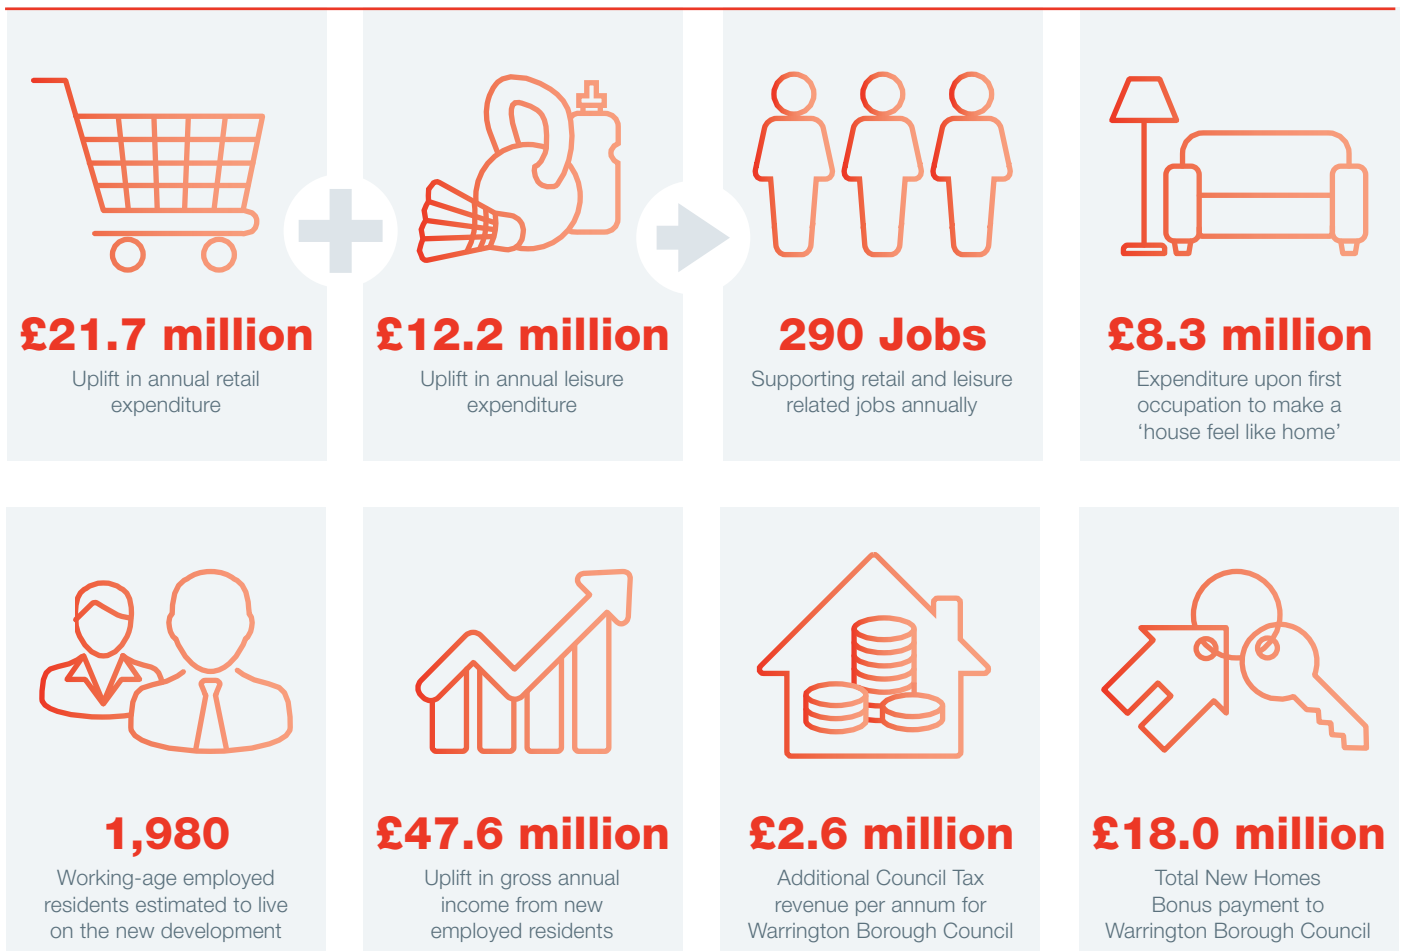 £21.7 million
Uplift in annual retail
expenditure
£12.2 million
Uplift in annual leisure
expenditure
290 Jobs
Supporting retail and leisure
related jobs annually
£8.3 million
Expenditure upon first
occupation to make a
‘house feel like home’
1,980
Working-age employed
residents estimated to live
on the new development
£47.6 million
Uplift in gross annual
income from new
employed residents
£2.6 million
Additional Council Tax
revenue per annum for
Warrington Borough Council
£18.0 million
Total New Homes
Bonus payment to
Warrington Borough Council